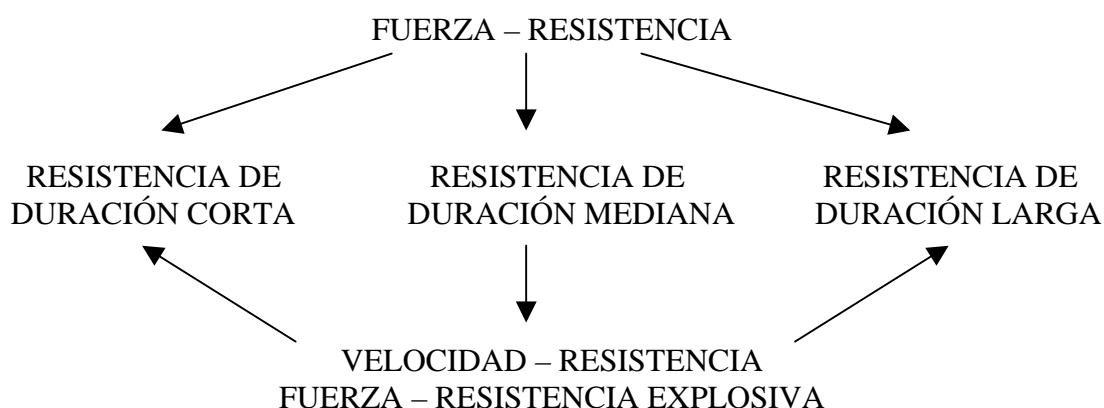 FUERZA – RESISTENCIA
RESISTENCIA DE DURACIÓN CORTA
RESISTENCIA DE DURACIÓN MEDIANA
RESISTENCIA DE DURACIÓN LARGA
VELOCIDAD – RESISTENCIA
FUERZA – RESISTENCIA EXPLOSIVA